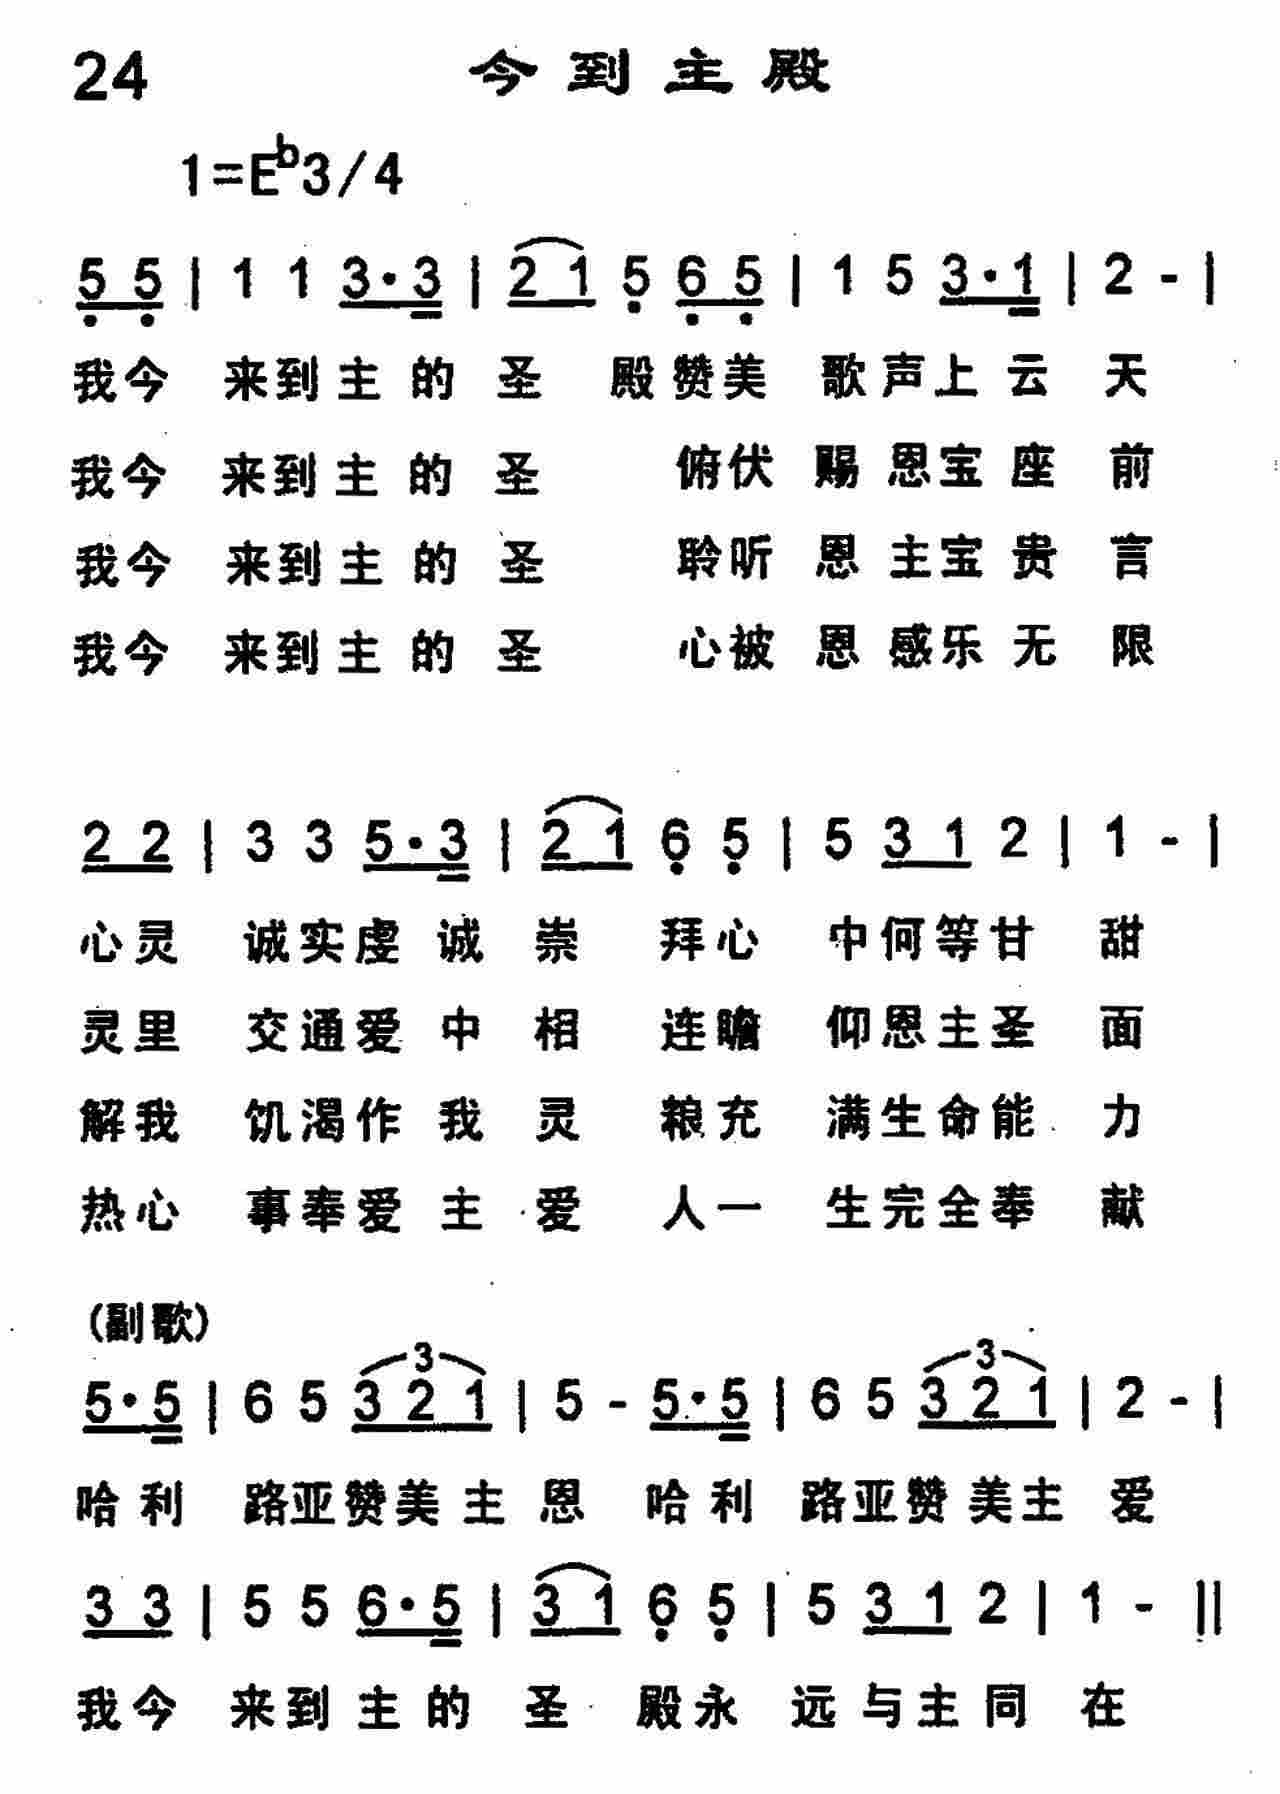 24 今到主殿
1=E♭3/4
5 5 | 1 1 3·3 | 2 1 5 6 5 | 1 5 3·1 | 2 - |
我今 来到主的圣 殿赞美 歌声上云天
我今 来到主的圣 俯伏 赐恩宝座前
我今 来到主的圣 聆听 恩主宝贵言
我今 来到主的圣 心被 恩感乐无限
2 2 | 3 3 5·3 | 2 1 6 5 | 5 3 1 2 | 1 - |
心灵 诚实虔诚崇 拜心 中何等甘甜
灵里 交通爱中相 连瞻 仰恩主圣面
解我 饥渴作我灵 粮充 满生命能力
热心 事奉爱主爱 人一 生完全奉献
(副歌)
3 3
5·5 | 6 5 3 2 1 | 5 - 5·5 | 6 5 3 2 1 | 2 - |
哈利 路亚赞美主恩 哈利 路亚赞美主爱
3 3 | 5 5 6·5 | 3 1 6 5 | 5 3 1 2 | 1 - ||
我今 来到主的圣 殿永 远与主同在